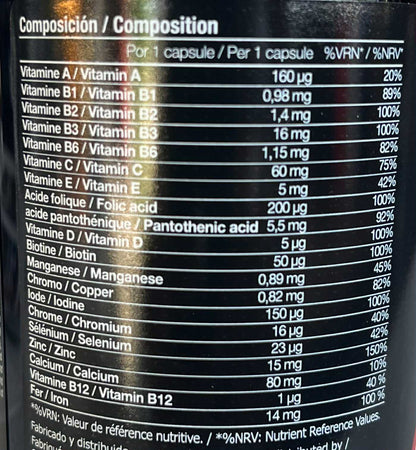 Composición / Composition
Por 1 capsule / Per 1 capsule %VRN* / %NRV*
Vitamine A / Vitamin A 160 µg 20%
Vitamine B1 / Vitamin B1 0,98 mg 89%
Vitamine B2 / Vitamin B2 1,4 mg 100%
Vitamine B3 / Vitamin B3 16 mg 100%
Vitamine B6 / Vitamin B6 1,15 mg 82%
Vitamine C / Vitamin C 60 mg 75%
Vitamine E / Vitamin E 5 mg 42%
Acide folique / Folic acid 200 µg 100%
acide pantothénique / Pantothenic acid 5,5 mg 92%
Vitamine D / Vitamin D 5 µg 100%
Biotine / Biotin 50 µg 100%
Manganese / Manganese 0,89 mg 45%
Chromo / Copper 0,82 mg 82%
Iode / Iodine 150 µg 100%
Chrome / Chromium 16 µg 40%
Sélénium / Selenium 23 µg 42%
Zinc / Zinc 15 mg 150%
Calcium / Calcium 80 mg 10%
Vitamine B12 / Vitamin B12 1 µg 40 %
Fer / Iron 14 mg 100 %
*%VRN: Valeur de référence nutritive. / *%NRV: Nutrient Reference Values.
Fabricado y distribuido by /